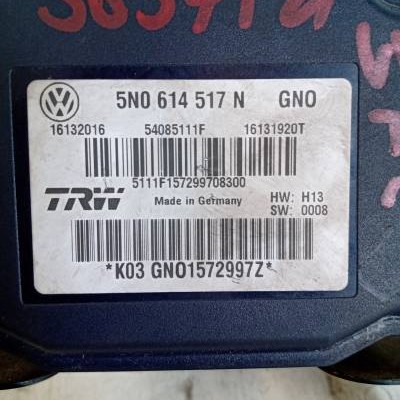 5N0 614 517 N GNO
16132016 54085111F 16131920T
5111F157299708300
TRW Made in Germany HW: H13
SW: 0008
*K03 GNO1572997Z*